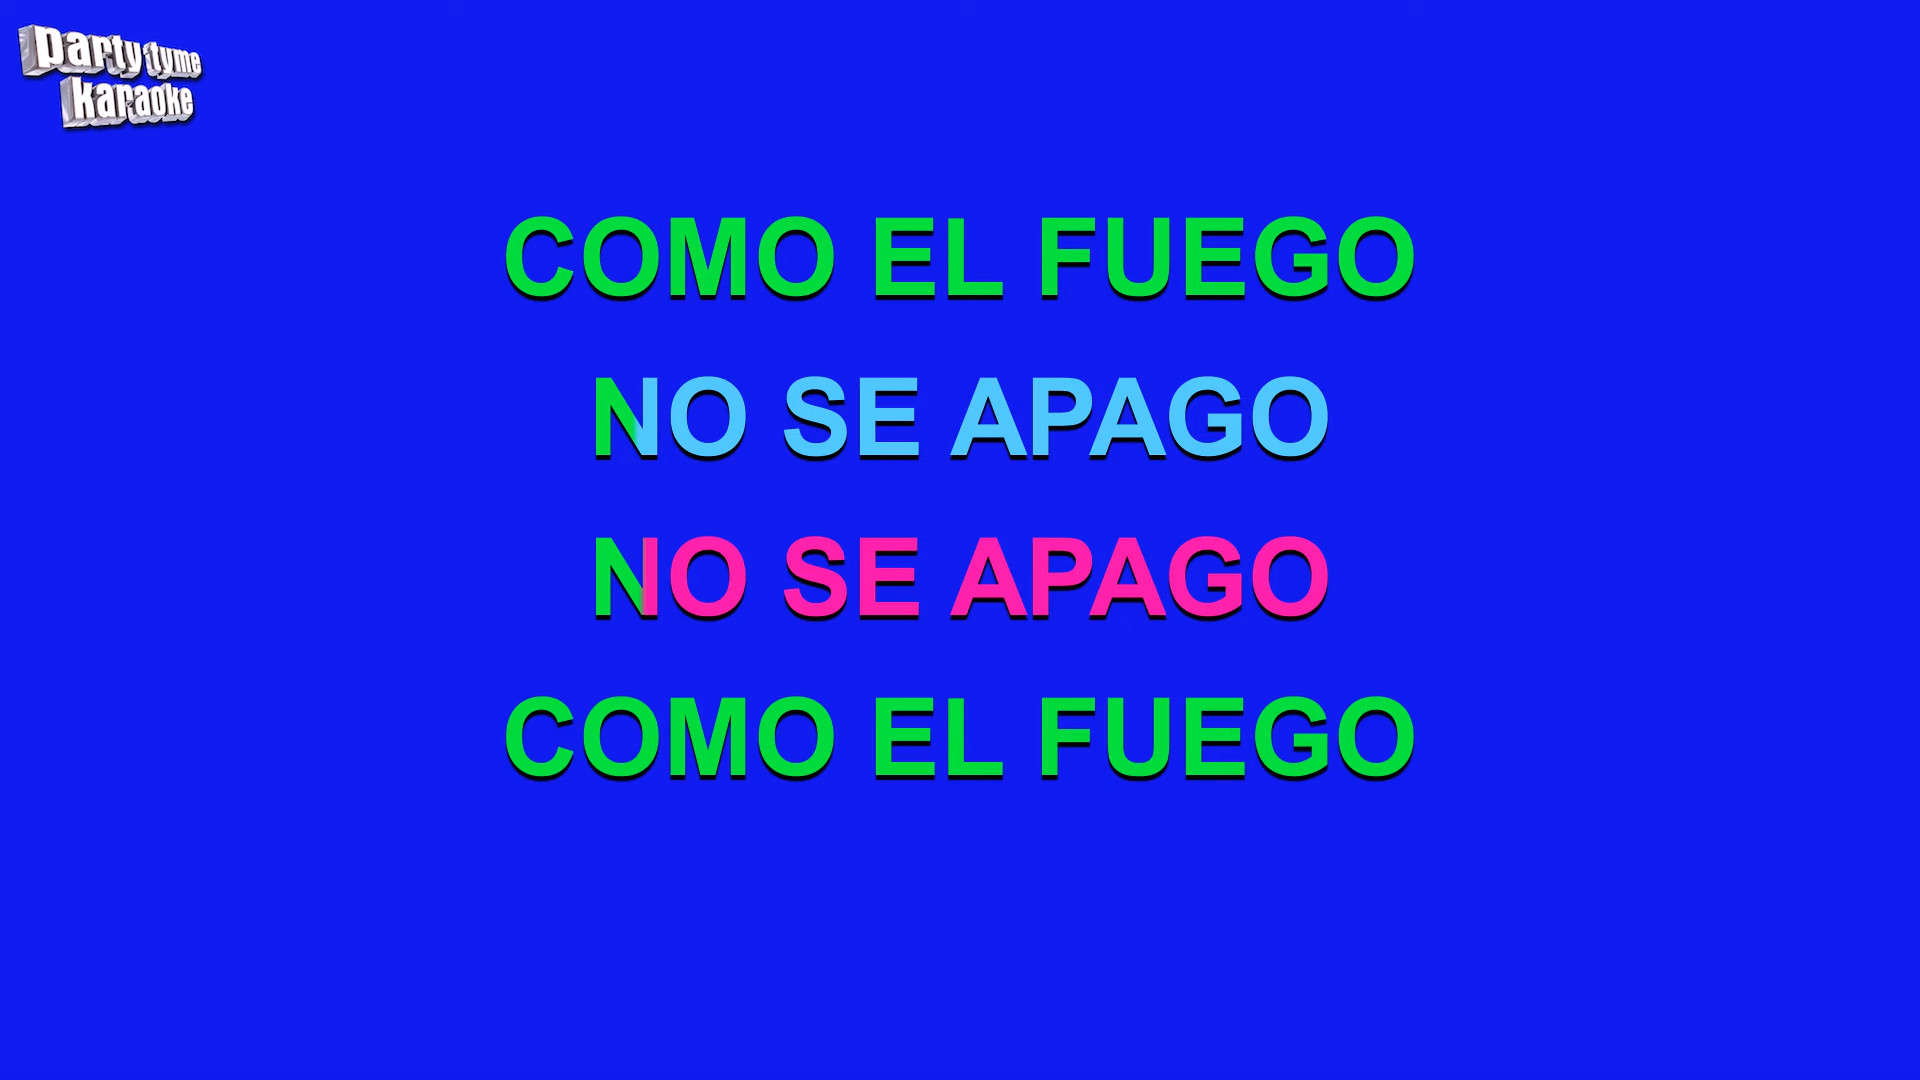 party tyme
karaoke
COMO EL FUEGO
NO SE APAGO
NO SE APAGO
COMO EL FUEGO